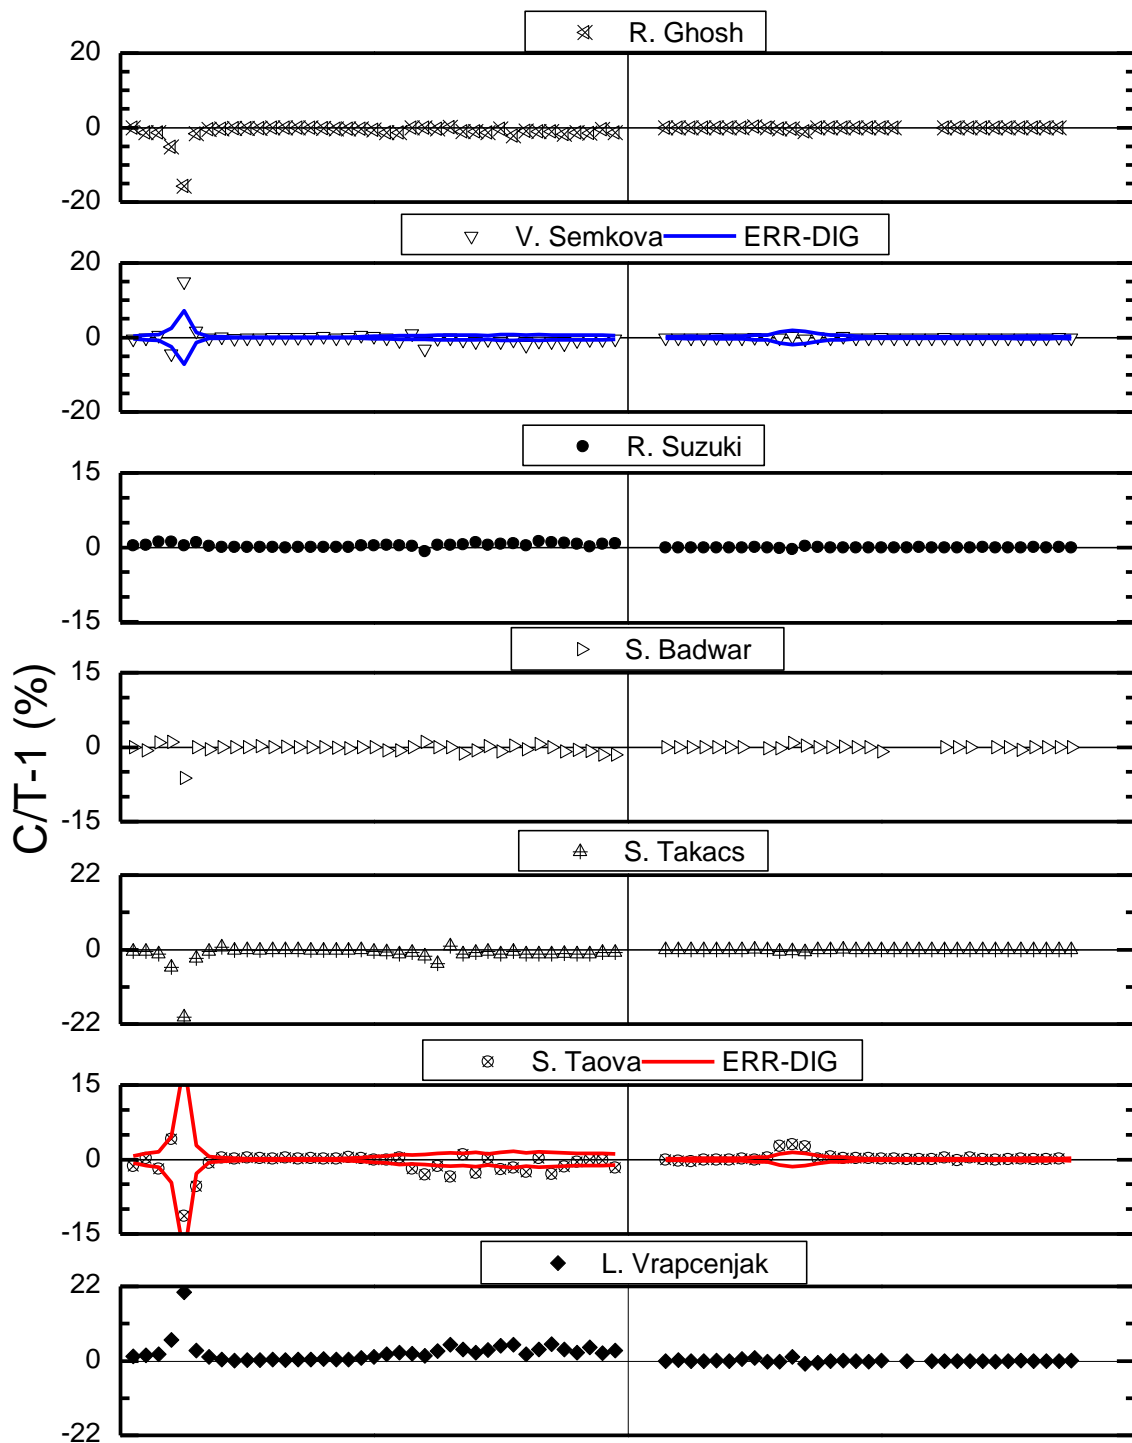 R. Ghosh
20
0
-20
V. Semkova ERR-DIG
20
0
-20
R. Suzuki
15
0
-15
S. Badwar
15
0
-15
C/T-1 (%)
S. Takacs
22
0
-22
S. Taova ERR-DIG
15
0
-15
L. Vrapcenjak
22
0
-22